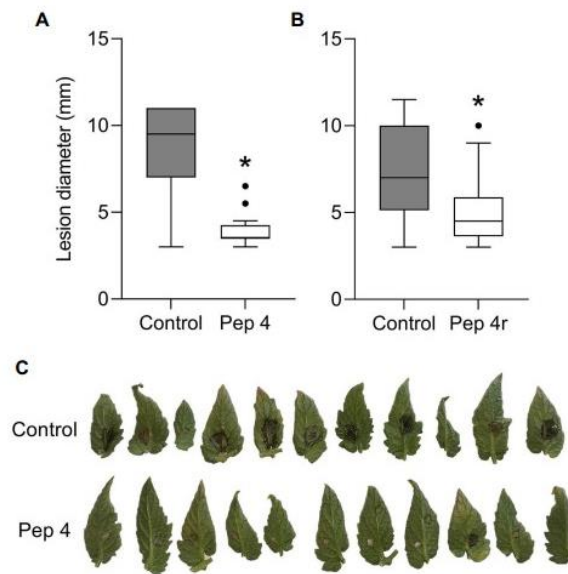 A
B
15
10
5
0
Lesion diameter (mm)
*
Control
Pep 4
15
10
5
0
*
Control
Pep 4r
C
Control
Pep 4